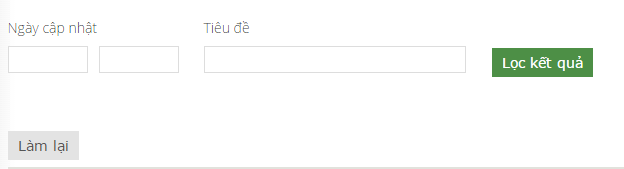 Ngày cập nhật Tiêu đề
Lọc kết quả
Làm lại